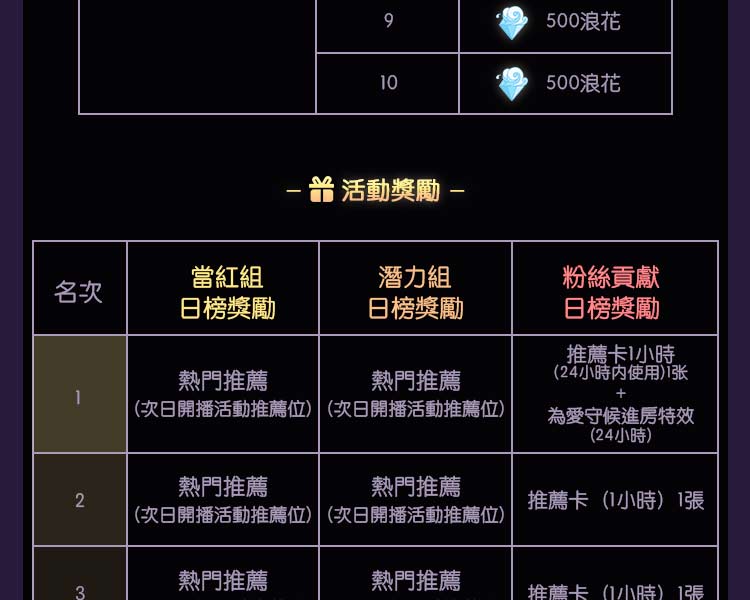 9 500浪花
10 500浪花
– 活動獎勵 –
名次 當紅組 日榜獎勵 潛力組 日榜獎勵 粉絲貢獻 日榜獎勵
1 熱門推薦 (次日開播活動推薦位) 熱門推薦 (次日開播活動推薦位) 推薦卡1小時 (24小時内使用)1张 + 為愛守候進房特效 (24小時)
2 熱門推薦 (次日開播活動推薦位) 熱門推薦 (次日開播活動推薦位) 推薦卡（1小時）1張
3 熱門推薦 熱門推薦 推薦卡（1小時）1張